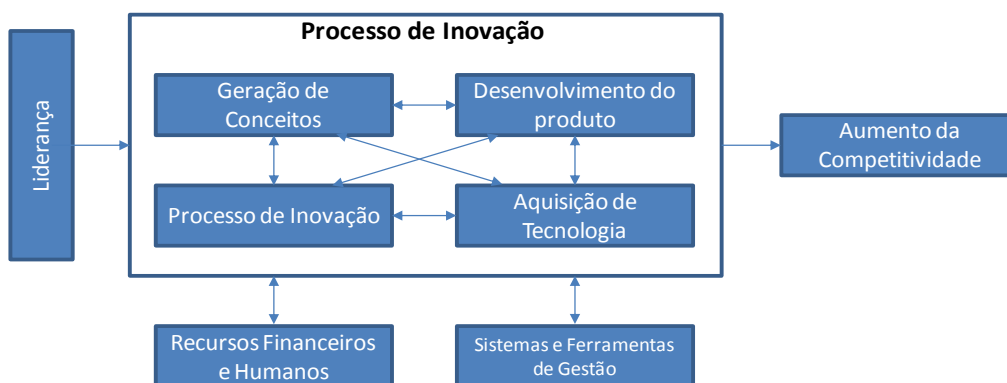 Processo de Inovação
Liderança
Geração de
Conceitos
Desenvolvimento do
produto
Aumento da
Competitividade
Processo de Inovação
Aquisição de
Tecnologia
Recursos Financeiros
e Humanos
Sistemas e Ferramentas
de Gestão